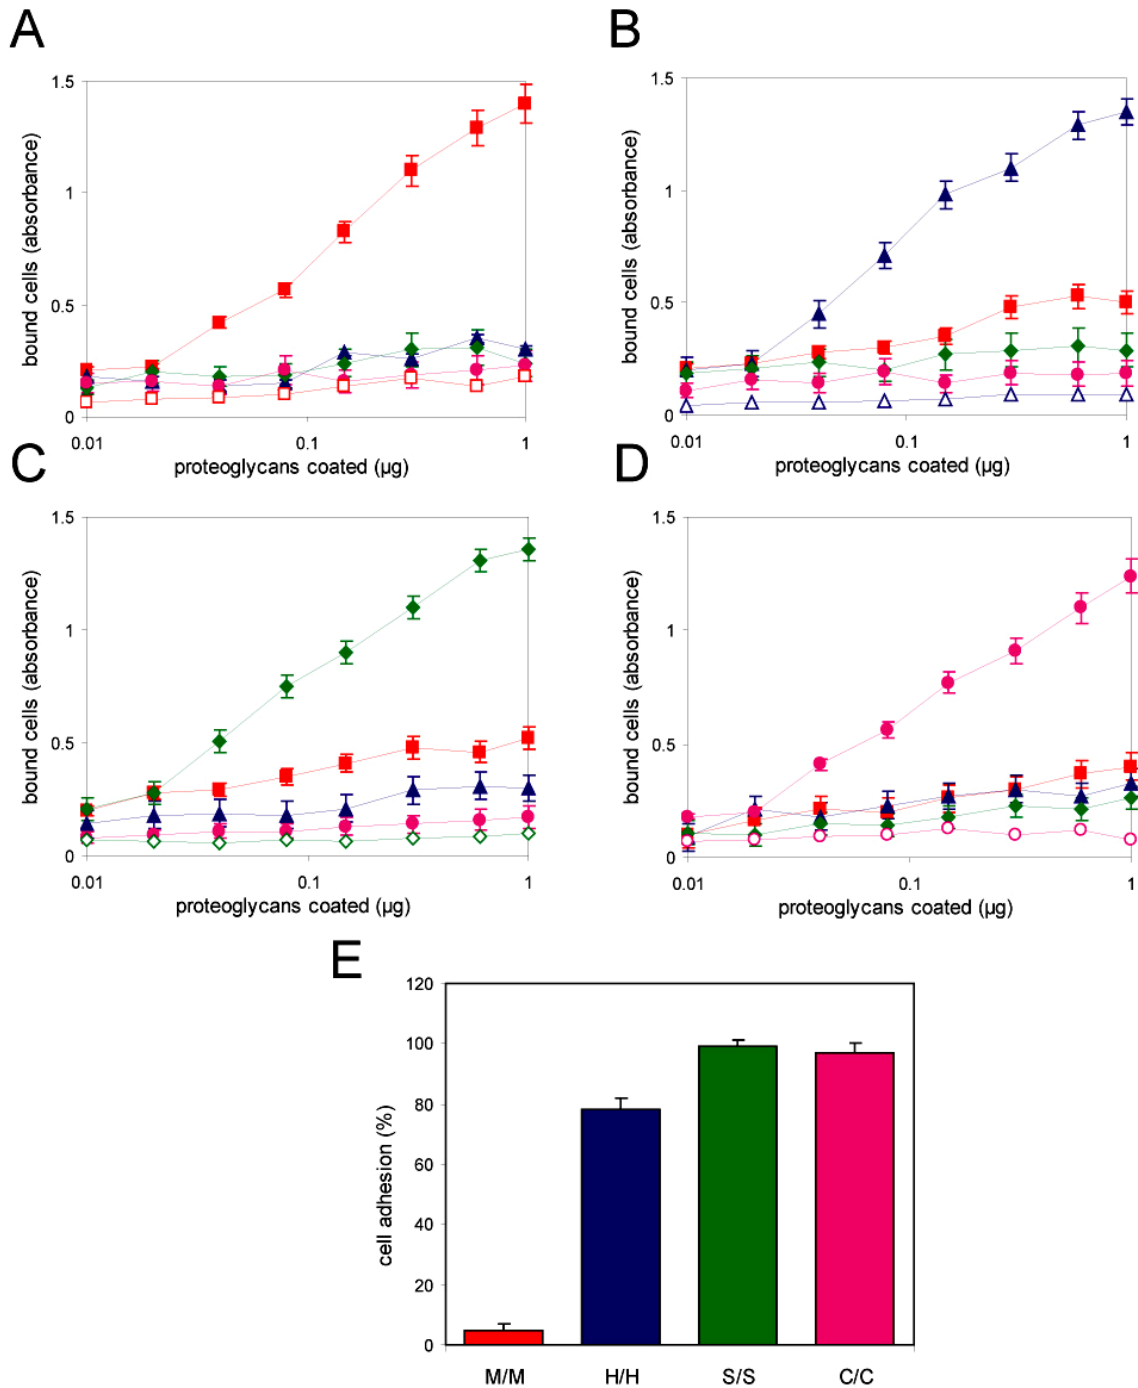 A
B
1.5
1
0.5
0
0.01
0.1
1
bound cells (absorbance)
proteoglycans coated (µg)
1.5
1
0.5
0
0.01
0.1
1
bound cells (absorbance)
proteoglycans coated (µg)
C
D
1.5
1
0.5
0
0.01
0.1
1
bound cells (absorbance)
proteoglycans coated (µg)
1.5
1
0.5
0
0.01
0.1
1
bound cells (absorbance)
proteoglycans coated (µg)
E
120
100
80
60
40
20
0
cell adhesion (%)
M/M
H/H
S/S
C/C